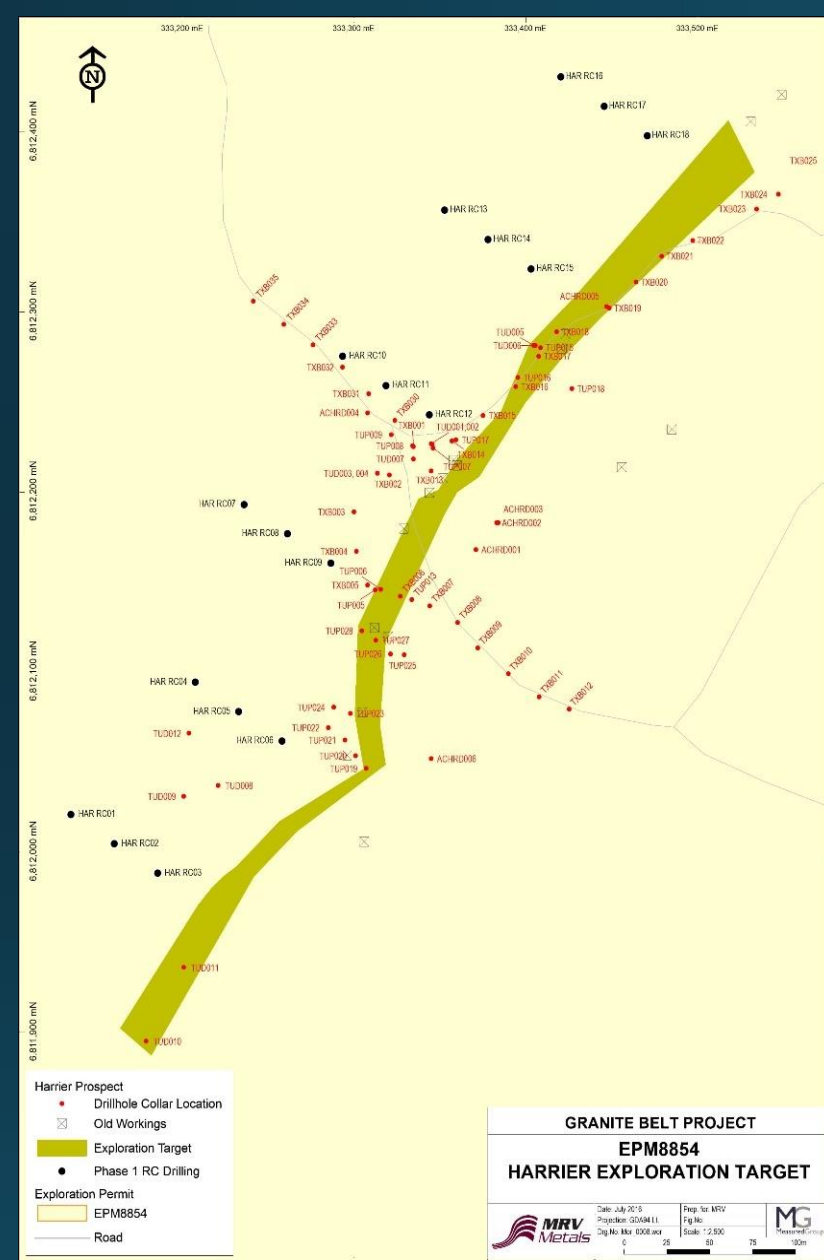 333,200 mE
333,300 mE
333,400 mE
333,500 mE
N
6,812,400 mN
6,812,300 mN
6,812,200 mN
6,812,100 mN
6,812,000 mN
6,811,900 mN
HAR RC16
HAR RC17
HAR RC18
TXB025
TXB024
TXB023
HAR RC13
HAR RC14
TXB022
TXB021
HAR RC15
TXB020
TXB035
ACHRD005
TXB019
TXB034
TXB033
TXB018
TUD005
TUD006
TUP015
TXB017
HAR RC10
TXB032
TUP016
TXB016
TUP018
HAR RC11
TXB031
TXB030
ACHRD004
HAR RC12
TXB015
TXB001
TUD001,002
TUP009
TUP008
TUP017
TXB014
TUD007
TUP007
TXB013
TUD003, 004
TXB002
HAR RC07
TXB003
ACHRD003
ACHRD002
HAR RC08
TXB004
ACHRD001
HAR RC09
TUP006
TXB005
TXB006
TUP013
TXB007
TUP005
TXB008
TUP028
TUP027
TXB009
TUP026
TUP025
TXB010
HAR RC04
TXB011
TXB012
HAR RC05
TUP024
TUP023
TUD012
TUP022
TUP021
HAR RC06
TUP020
TUP019
ACHRD006
TUD008
TUD009
HAR RC01
HAR RC02
HAR RC03
TUD011
TUD010
Harrier Prospect
Drillhole Collar Location
Old Workings
Exploration Target
Phase 1 RC Drilling
Exploration Permit
EPM8854
Road
GRANITE BELT PROJECT
EPM8854
HARRIER EXPLORATION TARGET
MRV
Metals
Date: July 2016
Prep. for: MRV
Projection: GDA94
Fig No.
Scale: 1:2,500
0 25 50 75 100m
MG
MeasuredGroup